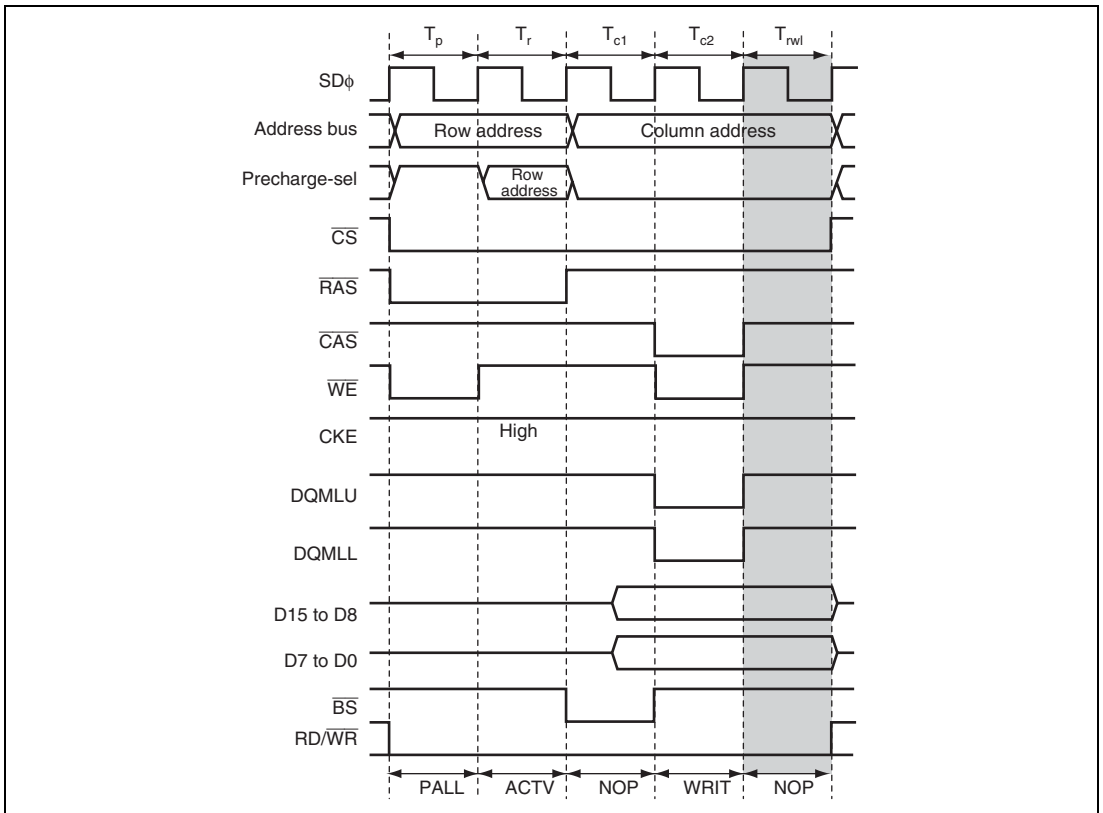 Tp Tr Tc1 Tc2 Trwl
SDϕ
Address bus Row address Column address
Precharge-sel Row address
CS
RAS
CAS
WE
CKE High
DQMLU
DQMLL
D15 to D8
D7 to D0
BS
RD/WR
PALL ACTV NOP WRIT NOP